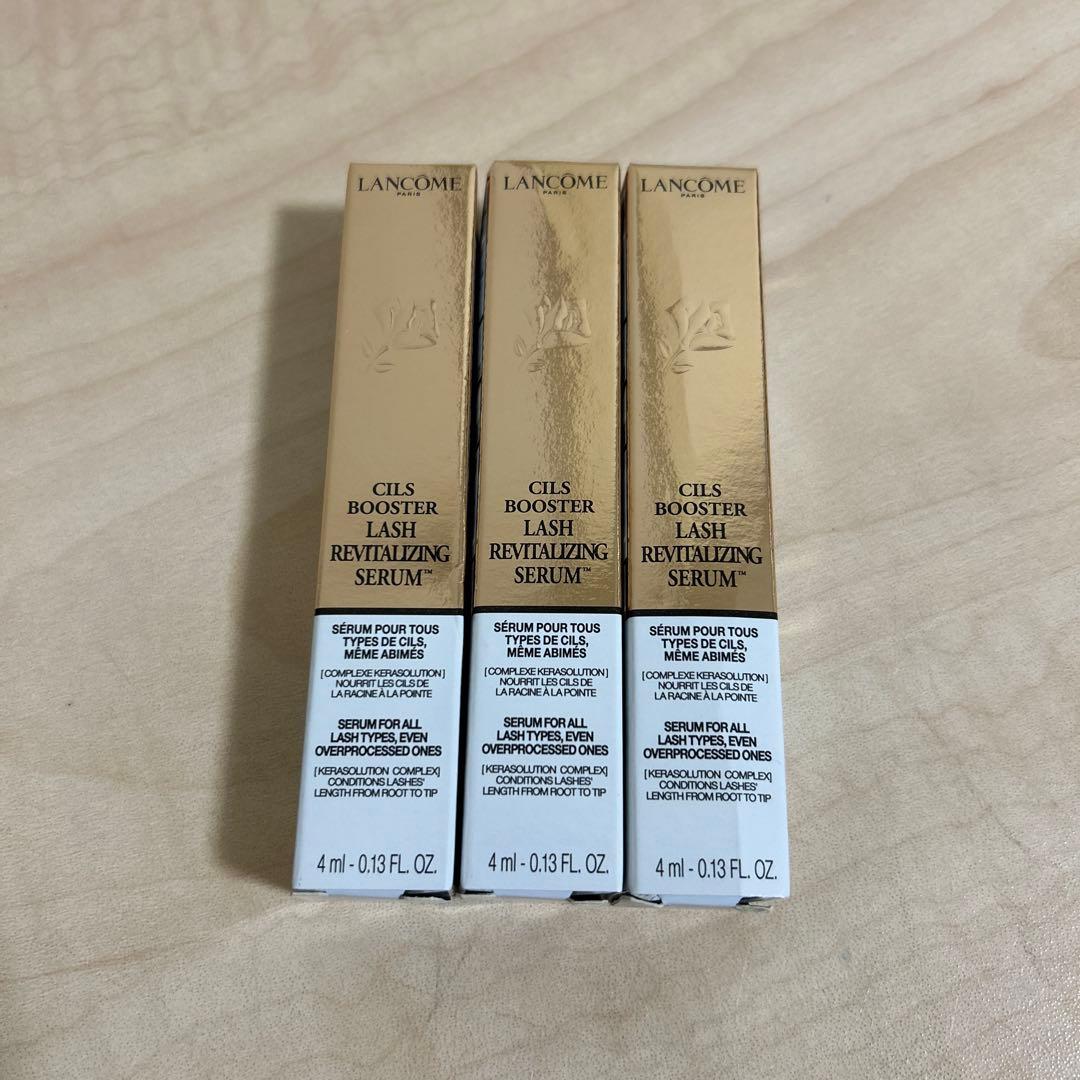 LANCÔME
PARIS
CILS
BOOSTER
LASH
REVITALIZING
SERUM™
SÉRUM POUR TOUS
TYPES DE CILS,
MÊME ABIMÉS
[COMPLEXE KERASOLUTION]
NOURRIT LES CILS DE
LA RACINE À LA POINTE
SERUM FOR ALL
LASH TYPES, EVEN
OVERPROCESSED ONES
[KERASOLUTION COMPLEX]
CONDITIONS LASHES'
LENGTH FROM ROOT TO TIP
4 ml - 0.13 FL. OZ.
LANCÔME
PARIS
CILS
BOOSTER
LASH
REVITALIZING
SERUM™
SÉRUM POUR TOUS
TYPES DE CILS,
MÊME ABIMÉS
[COMPLEXE KERASOLUTION]
NOURRIT LES CILS DE
LA RACINE À LA POINTE
SERUM FOR ALL
LASH TYPES, EVEN
OVERPROCESSED ONES
[KERASOLUTION COMPLEX]
CONDITIONS LASHES'
LENGTH FROM ROOT TO TIP
4 ml - 0.13 FL. OZ.
LANCÔME
PARIS
CILS
BOOSTER
LASH
REVITALIZING
SERUM™
SÉRUM POUR TOUS
TYPES DE CILS,
MÊME ABIMÉS
[COMPLEXE KERASOLUTION]
NOURRIT LES CILS DE
LA RACINE À LA POINTE
SERUM FOR ALL
LASH TYPES, EVEN
OVERPROCESSED ONES
[KERASOLUTION COMPLEX]
CONDITIONS LASHES'
LENGTH FROM ROOT TO TIP
4 ml - 0.13 FL. OZ.